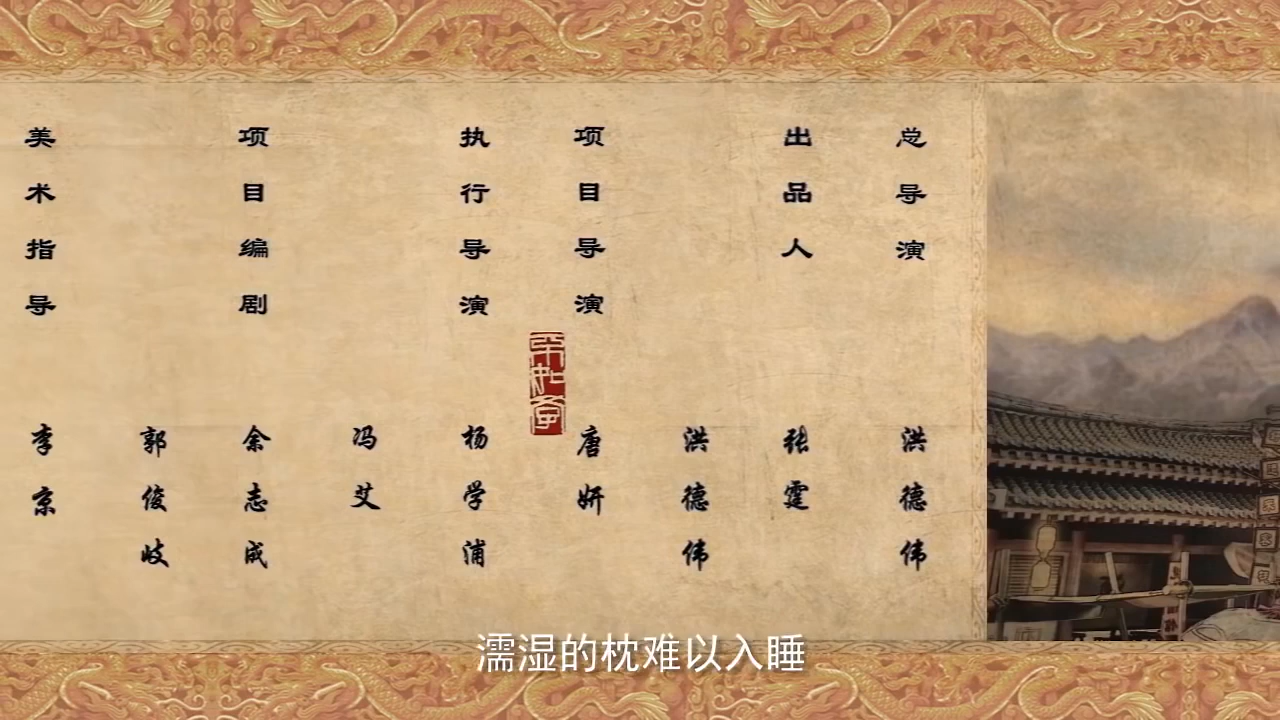 总导演
洪德伟
出品人
张霆
洪德伟
项目导演
唐妍
执行导演
杨学浦
冯艾
项目编剧
余志成
郭俊岐
美术指导
李京
濡湿的枕难以入睡